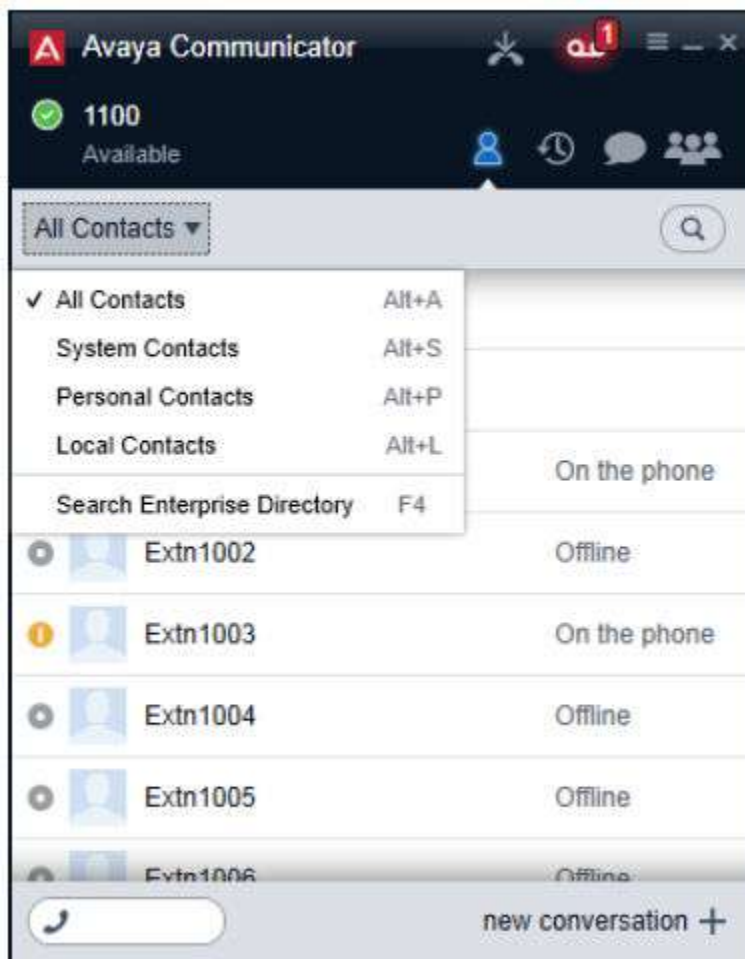 Avaya Communicator
1
1100
Available
All Contacts
All Contacts Alt+A
System Contacts Alt+S
Personal Contacts Alt+P
Local Contacts Alt+L
Search Enterprise Directory F4
On the phone
Extn1002 Offline
Extn1003 On the phone
Extn1004 Offline
Extn1005 Offline
Extn1006 Offline
new conversation